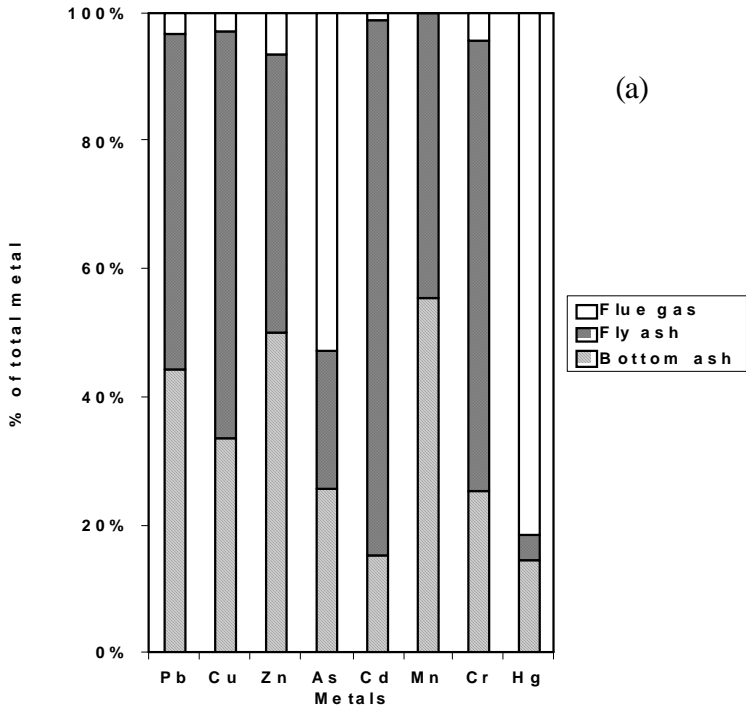 100%
(a)
80%
60%
40%
20%
0%
% of total metal
Flue gas
Fly ash
Bottom ash
Pb Cu Zn As Cd Mn Cr Hg
Metals